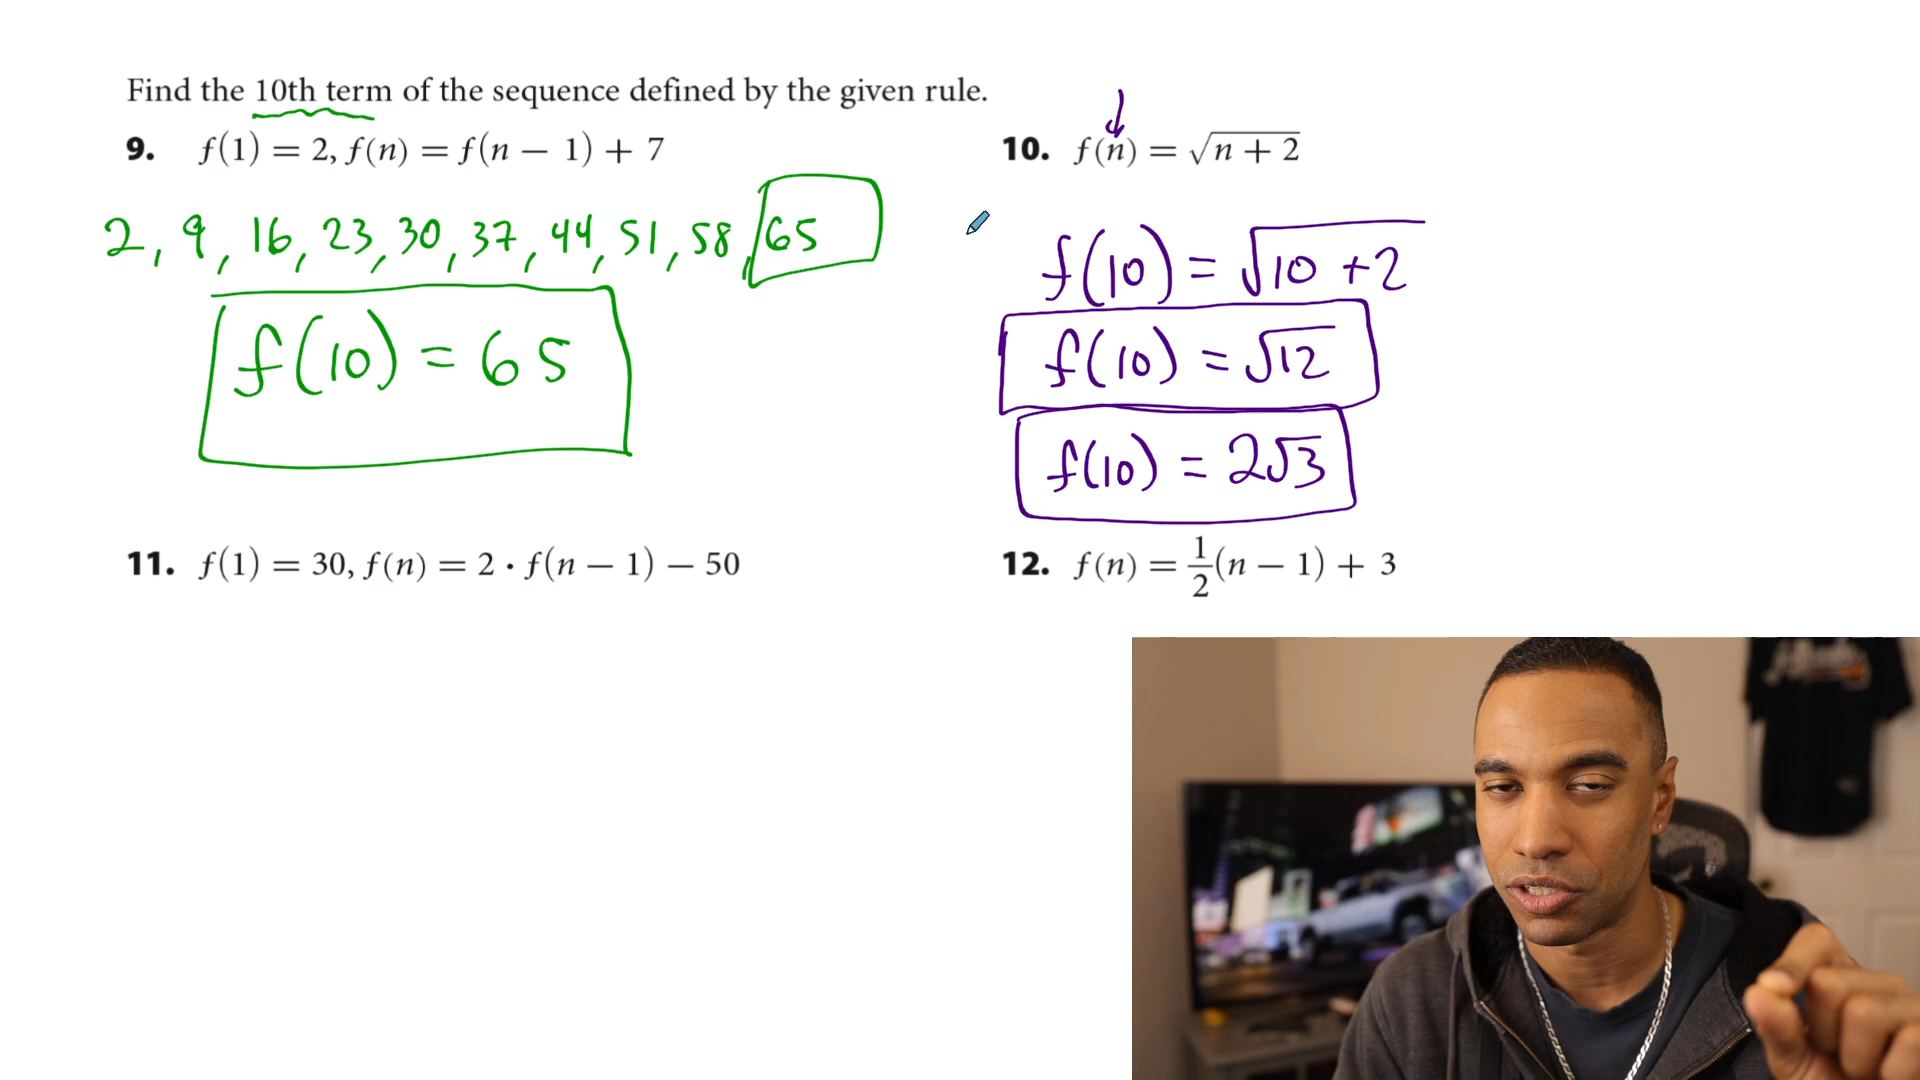 Find the 10th term of the sequence defined by the given rule.
9. f(1) = 2, f(n) = f(n − 1) + 7
2, 9, 16, 23, 30, 37, 44, 51, 58, 65
f(10) = 65
10. f(n) = √(n + 2)
f(10) = √(10 + 2)
f(10) = √12
f(10) = 2√3
11. f(1) = 30, f(n) = 2 · f(n − 1) − 50
12. f(n) = 1/2(n − 1) + 3